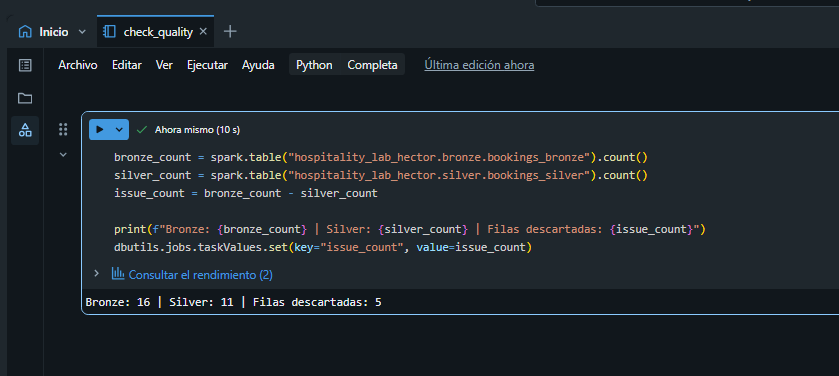 Inicio
check_quality
Archivo Editar Ver Ejecutar Ayuda Python Completa Última edición ahora
Ahora mismo (10 s)
bronze_count = spark.table("hospitality_lab_hector.bronze.bookings_bronze").count()
silver_count = spark.table("hospitality_lab_hector.silver.bookings_silver").count()
issue_count = bronze_count - silver_count
print(f"Bronze: {bronze_count} | Silver: {silver_count} | Filas descartadas: {issue_count}")
dbutils.jobs.taskValues.set(key="issue_count", value=issue_count)
Consultar el rendimiento (2)
Bronze: 16 | Silver: 11 | Filas descartadas: 5